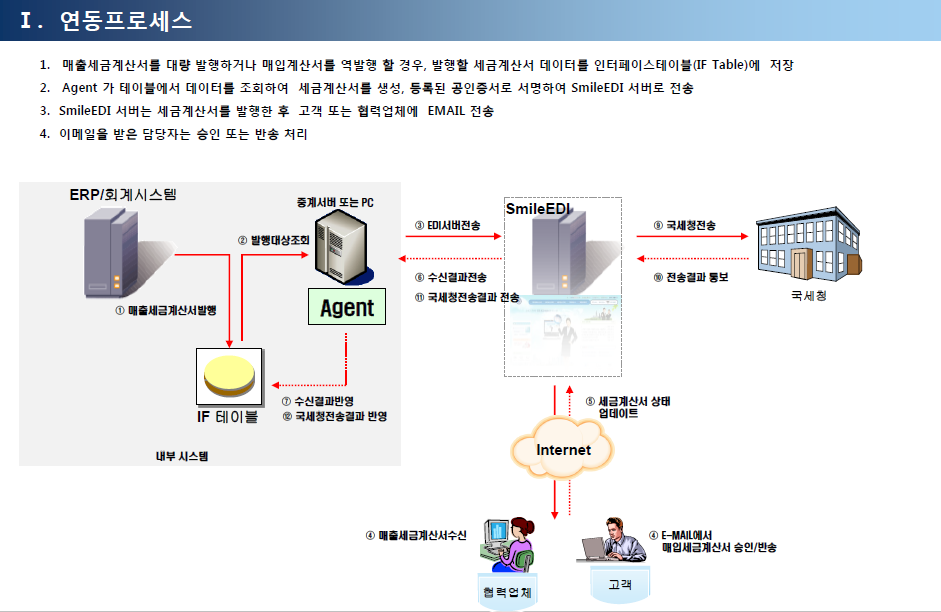 I. 연동프로세스
1. 매출세금계산서를 대량 발행하거나 매입계산서를 역발행 할 경우, 발행할 세금계산서 데이터를 인터페이스테이블(IF Table)에 저장
2. Agent 가 테이블에서 데이터를 조회하여 세금계산서를 생성, 등록된 공인증서로 서명하여 SmileEDI 서버로 전송
3. SmileEDI 서버는 세금계산서를 발행한 후 고객 또는 협력업체에 EMAIL 전송
4. 이메일을 받은 담당자는 승인 또는 반송 처리
ERP/회계시스템
중계서버 또는 PC
SmileEDI
② 발행대상조회
③ EDI서버전송
⑨ 국세청전송
⑥ 수신결과전송
⑩ 전송결과 통보
⑪ 국세청전송결과 전송
국세청
① 매출세금계산서발행
Agent
⑦ 수신결과반영
⑫ 국세청전송결과 반영
IF 테이블
내부 시스템
⑤ 세금계산서 상태
업데이트
Internet
④ 매출세금계산서수신
④ E-MAIL에서
매입세금계산서 승인/반송
협력업체
고객